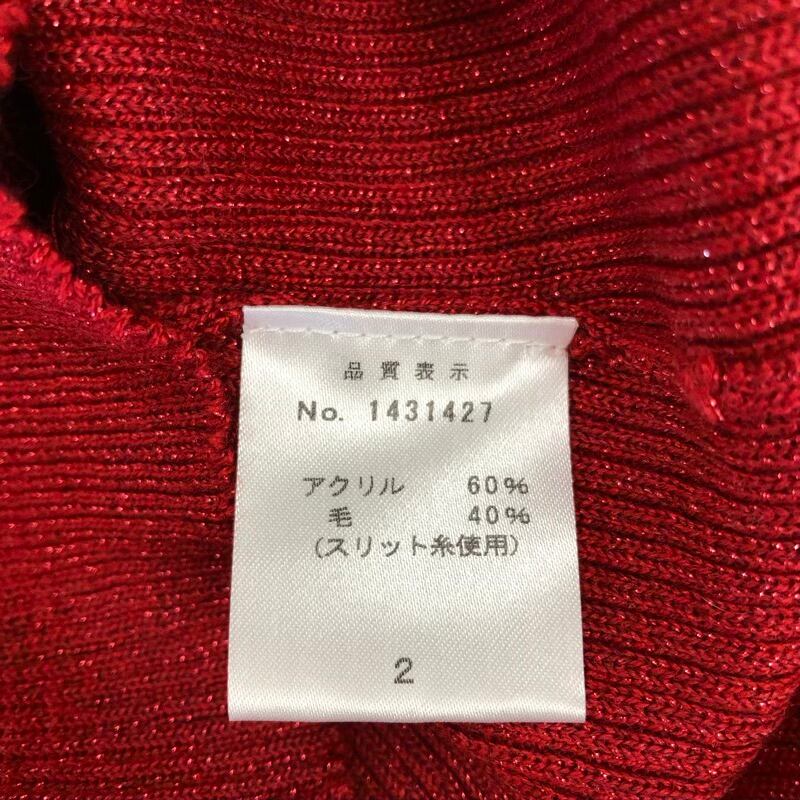 品質表示
No. 1431427
アクリル 60%
毛 40%
(スリット糸使用)
2